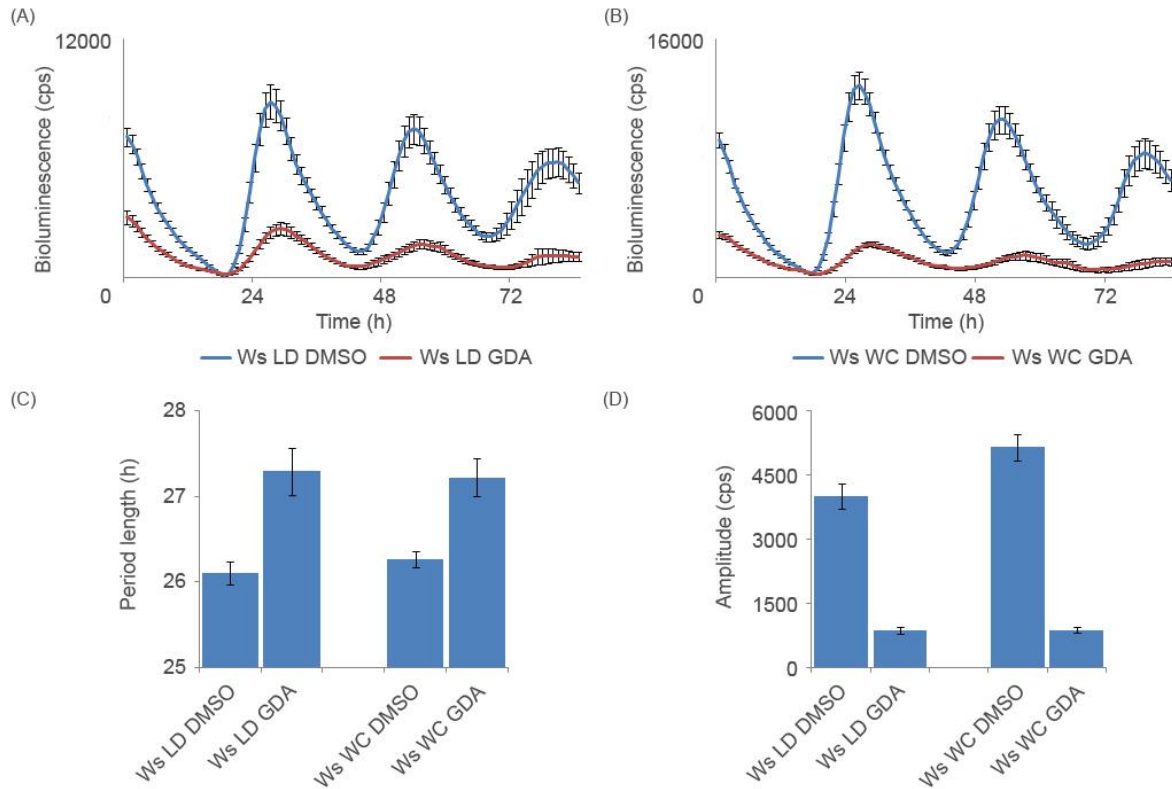 (A)
12000
Bioluminescence (cps)
0
24
48
72
Time (h)
Ws LD DMSO
Ws LD GDA
(B)
16000
Bioluminescence (cps)
0
24
48
72
Time (h)
Ws WC DMSO
Ws WC GDA
(C)
28
27
26
25
Period length (h)
Ws LD DMSO
Ws LD GDA
Ws WC DMSO
Ws WC GDA
(D)
6000
4500
3000
1500
0
Amplitude (cps)
Ws LD DMSO
Ws LD GDA
Ws WC DMSO
Ws WC GDA